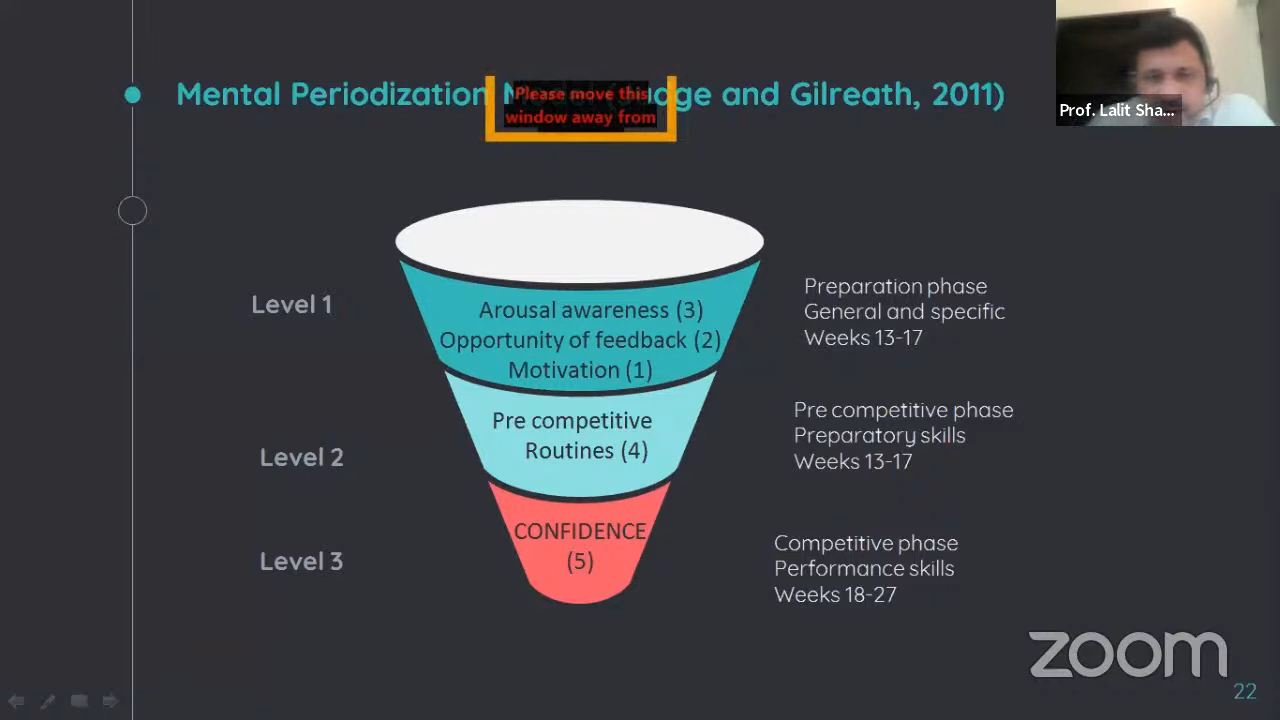 Mental Periodization
and Gilreath, 2011)
Please move this
window away from
Prof. Lalit Sha...
Level 1
Arousal awareness (3)
Opportunity of feedback (2)
Motivation (1)
Preparation phase
General and specific
Weeks 13-17
Level 2
Pre competitive
Routines (4)
Pre competitive phase
Preparatory skills
Weeks 13-17
Level 3
CONFIDENCE
(5)
Competitive phase
Performance skills
Weeks 18-27
zoom
22